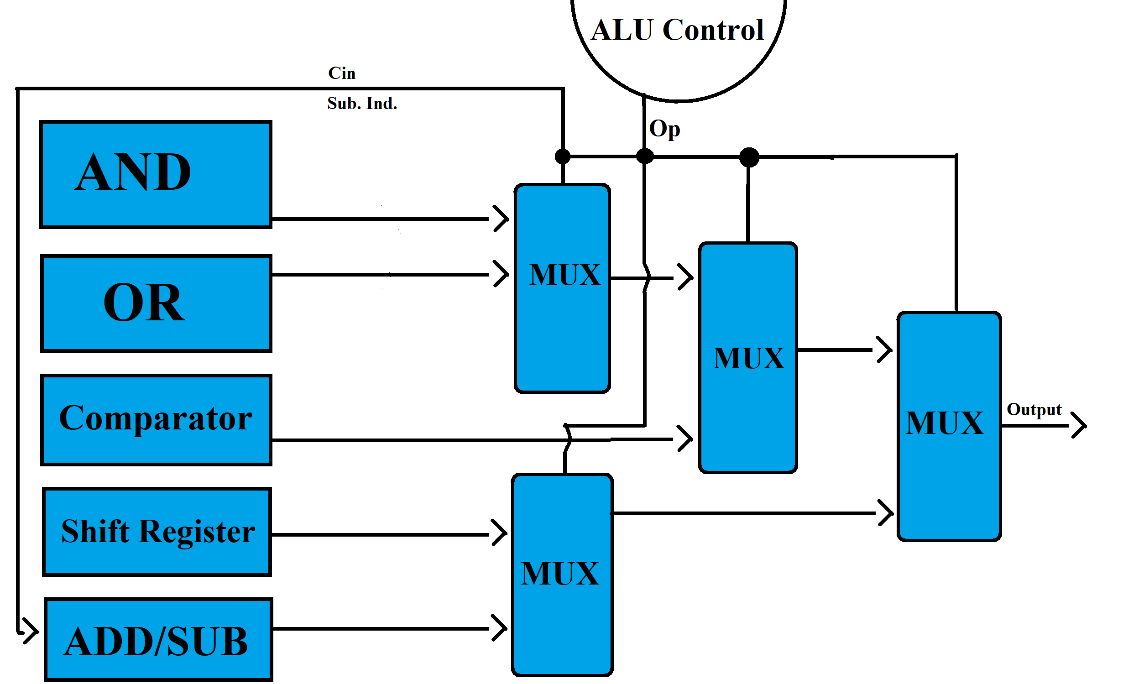 ALU Control
Cin
Sub. Ind.
Op
AND
OR
MUX
MUX
Comparator
MUX
Output
Shift Register
MUX
ADD/SUB